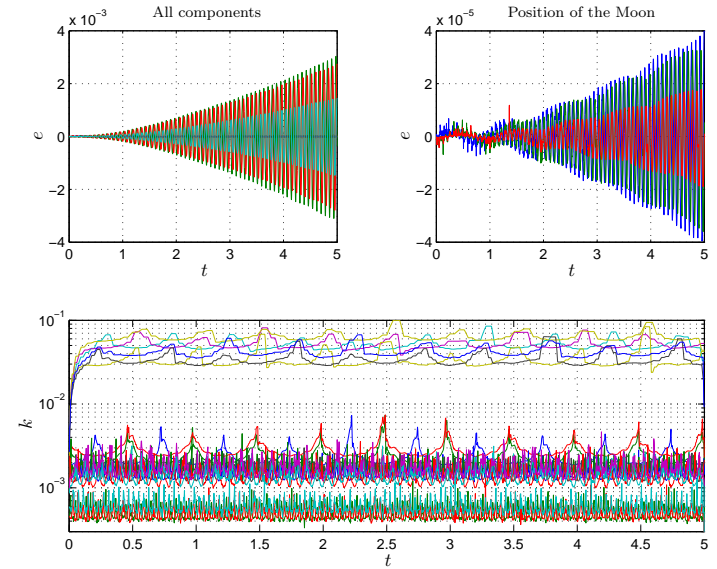 All components
Position of the Moon
x 10⁻³
x 10⁻⁵
4
2
0
−2
−4
e
0 1 2 3 4 5
t
4
2
0
−2
−4
e
0 1 2 3 4 5
t
10⁻¹
10⁻²
10⁻³
k
0 0.5 1 1.5 2 2.5 3 3.5 4 4.5 5
t